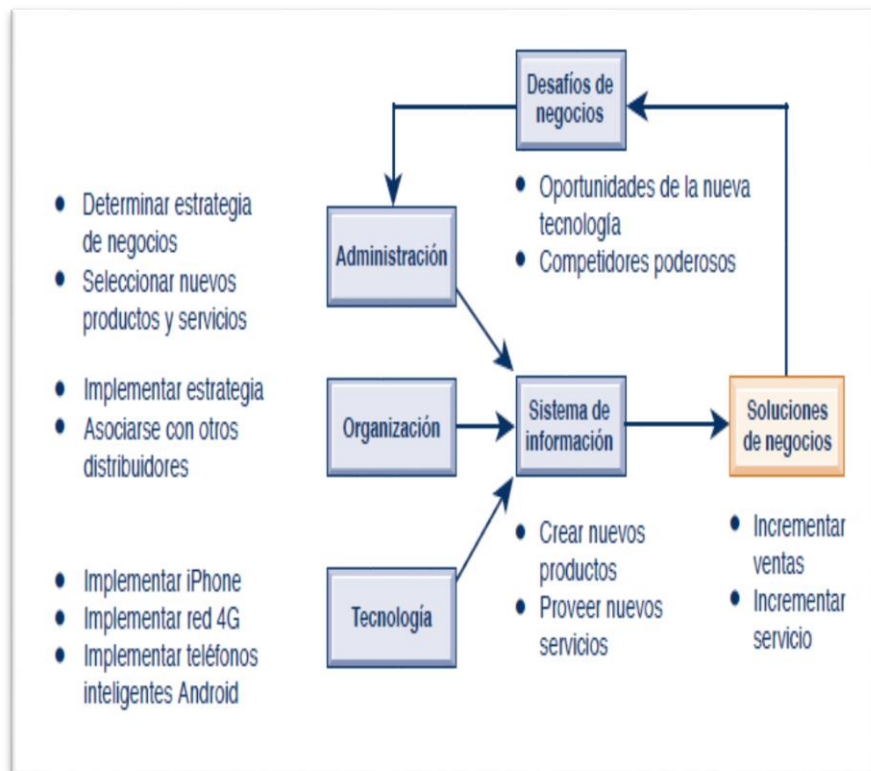 Desafíos de
negocios
• Oportunidades de la nueva
tecnología
• Competidores poderosos
• Determinar estrategia
de negocios
• Seleccionar nuevos
productos y servicios
Administración
• Implementar estrategia
• Asociarse con otros
distribuidores
Organización
Sistema de
información
Soluciones
de negocios
• Crear nuevos
productos
• Proveer nuevos
servicios
• Incrementar
ventas
• Incrementar
servicio
• Implementar iPhone
• Implementar red 4G
• Implementar teléfonos
inteligentes Android
Tecnología